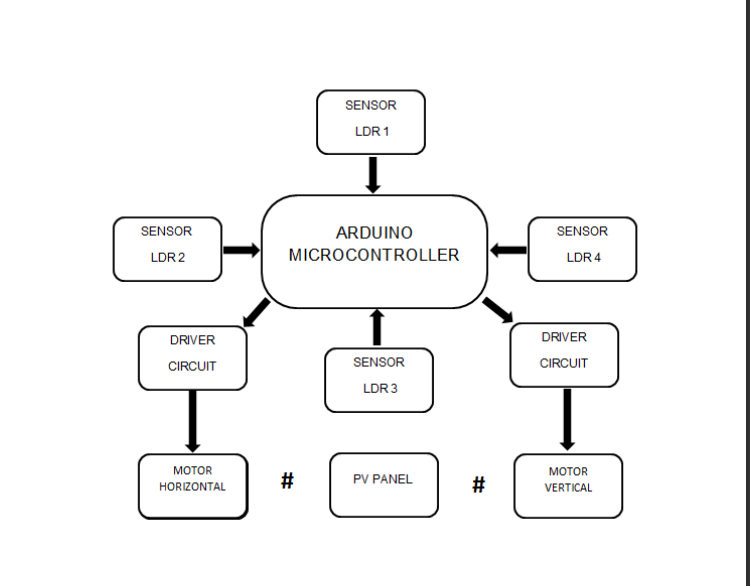 SENSOR
LDR 1
ARDUINO
MICROCONTROLLER
SENSOR
LDR 2
SENSOR
LDR 4
DRIVER
CIRCUIT
SENSOR
LDR 3
DRIVER
CIRCUIT
MOTOR
HORIZONTAL
#
PV PANEL
#
MOTOR
VERTICAL